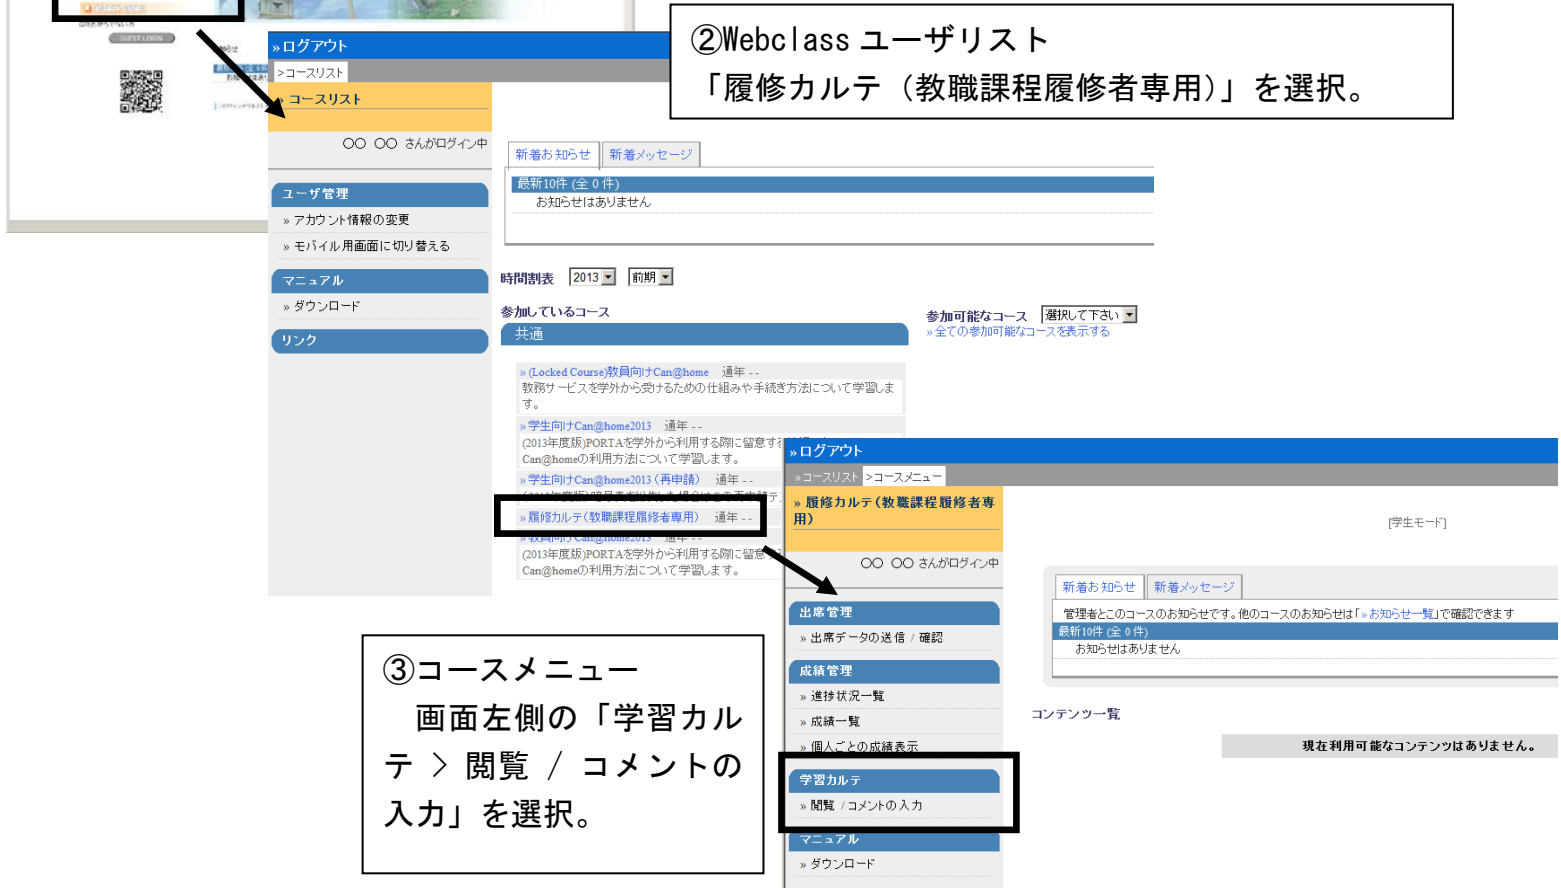 GUEST LOGIN
②Webclass ユーザリスト
「履修カルテ（教職課程履修者専用)」を選択。
»ログアウト
>コースリスト
» コースリスト
〇〇 〇〇 さんがログイン中
ユーザ管理
» アカウント情報の変更
» モバイル用画面に切り替える
マニュアル
» ダウンロード
リンク
新着お知らせ 新着メッセージ
最新10件 (全 0 件)
お知らせはありません
時間割表 2013 前期
参加しているコース
共通
参加可能なコース 選択して下さい
» 全ての参加可能なコースを表示する
» (Locked Course)教員向けCan@home 通年 - -
教務サービスを学外から受けるための仕組みや手続き方法について学習しま
す。
» 学生向けCan@home2013 通年 - -
(2013年度版)PORTAを学外から利用する際に留意す
Can@homeの利用方法について学習します。
» 学生向けCan@home2013（再申請） 通年 - -
» 履修カルテ（教職課程履修者専用） 通年 - -
» 教員向けCan@home2013 通年 - -
(2013年度版)PORTAを学外から利用する際に留意
Can@homeの利用方法について学習します。
③コースメニュー
画面左側の「学習カル
テ > 閲覧 / コメントの
入力」を選択。
»ログアウト
»コースリスト >コースメニュー
» 履修カルテ（教職課程履修者専
用）
〇〇 〇〇 さんがログイン中
出席管理
» 出席データの送信 / 確認
成績管理
» 進捗状況一覧
» 成績一覧
» 個人ごとの成績表示
学習カルテ
» 閲覧 / コメントの入力
マニュアル
» ダウンロード
[学生モード]
新着お知らせ 新着メッセージ
管理者とこのコースのお知らせです。他のコースのお知らせは「» お知らせ一覧」で確認できます
最新10件 (全 0 件)
お知らせはありません
コンテンツ一覧
現在利用可能なコンテンツはありません。